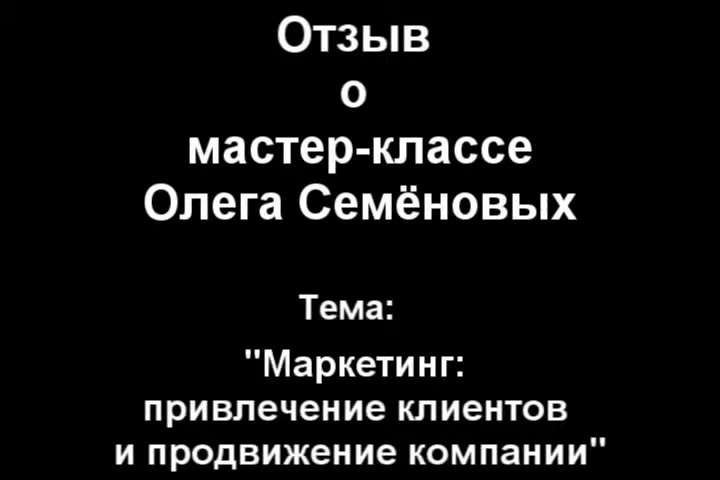 Отзыв
о
мастер-классе
Олега Семёновых
Тема:
"Маркетинг:
привлечение клиентов
и продвижение компании"